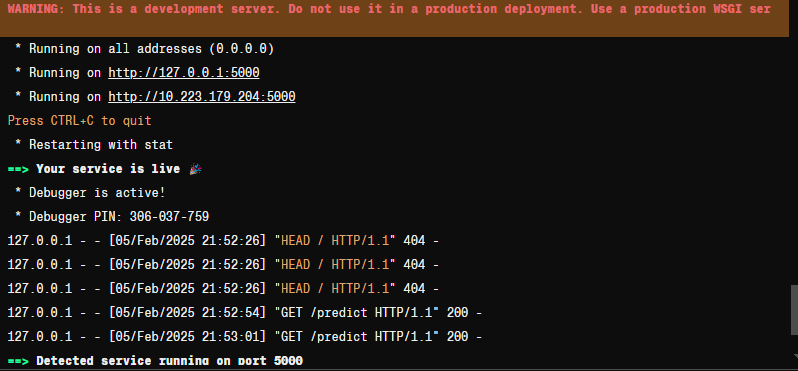 WARNING: This is a development server. Do not use it in a production deployment. Use a production WSGI ser
* Running on all addresses (0.0.0.0)
* Running on http://127.0.0.1:5000
* Running on http://10.223.179.204:5000
Press CTRL+C to quit
* Restarting with stat
==> Your service is live 🎉
* Debugger is active!
* Debugger PIN: 306-037-759
127.0.0.1 - - [05/Feb/2025 21:52:26] "HEAD / HTTP/1.1" 404 -
127.0.0.1 - - [05/Feb/2025 21:52:26] "HEAD / HTTP/1.1" 404 -
127.0.0.1 - - [05/Feb/2025 21:52:26] "HEAD / HTTP/1.1" 404 -
127.0.0.1 - - [05/Feb/2025 21:52:54] "GET /predict HTTP/1.1" 200 -
127.0.0.1 - - [05/Feb/2025 21:53:01] "GET /predict HTTP/1.1" 200 -
==> Detected service running on port 5000